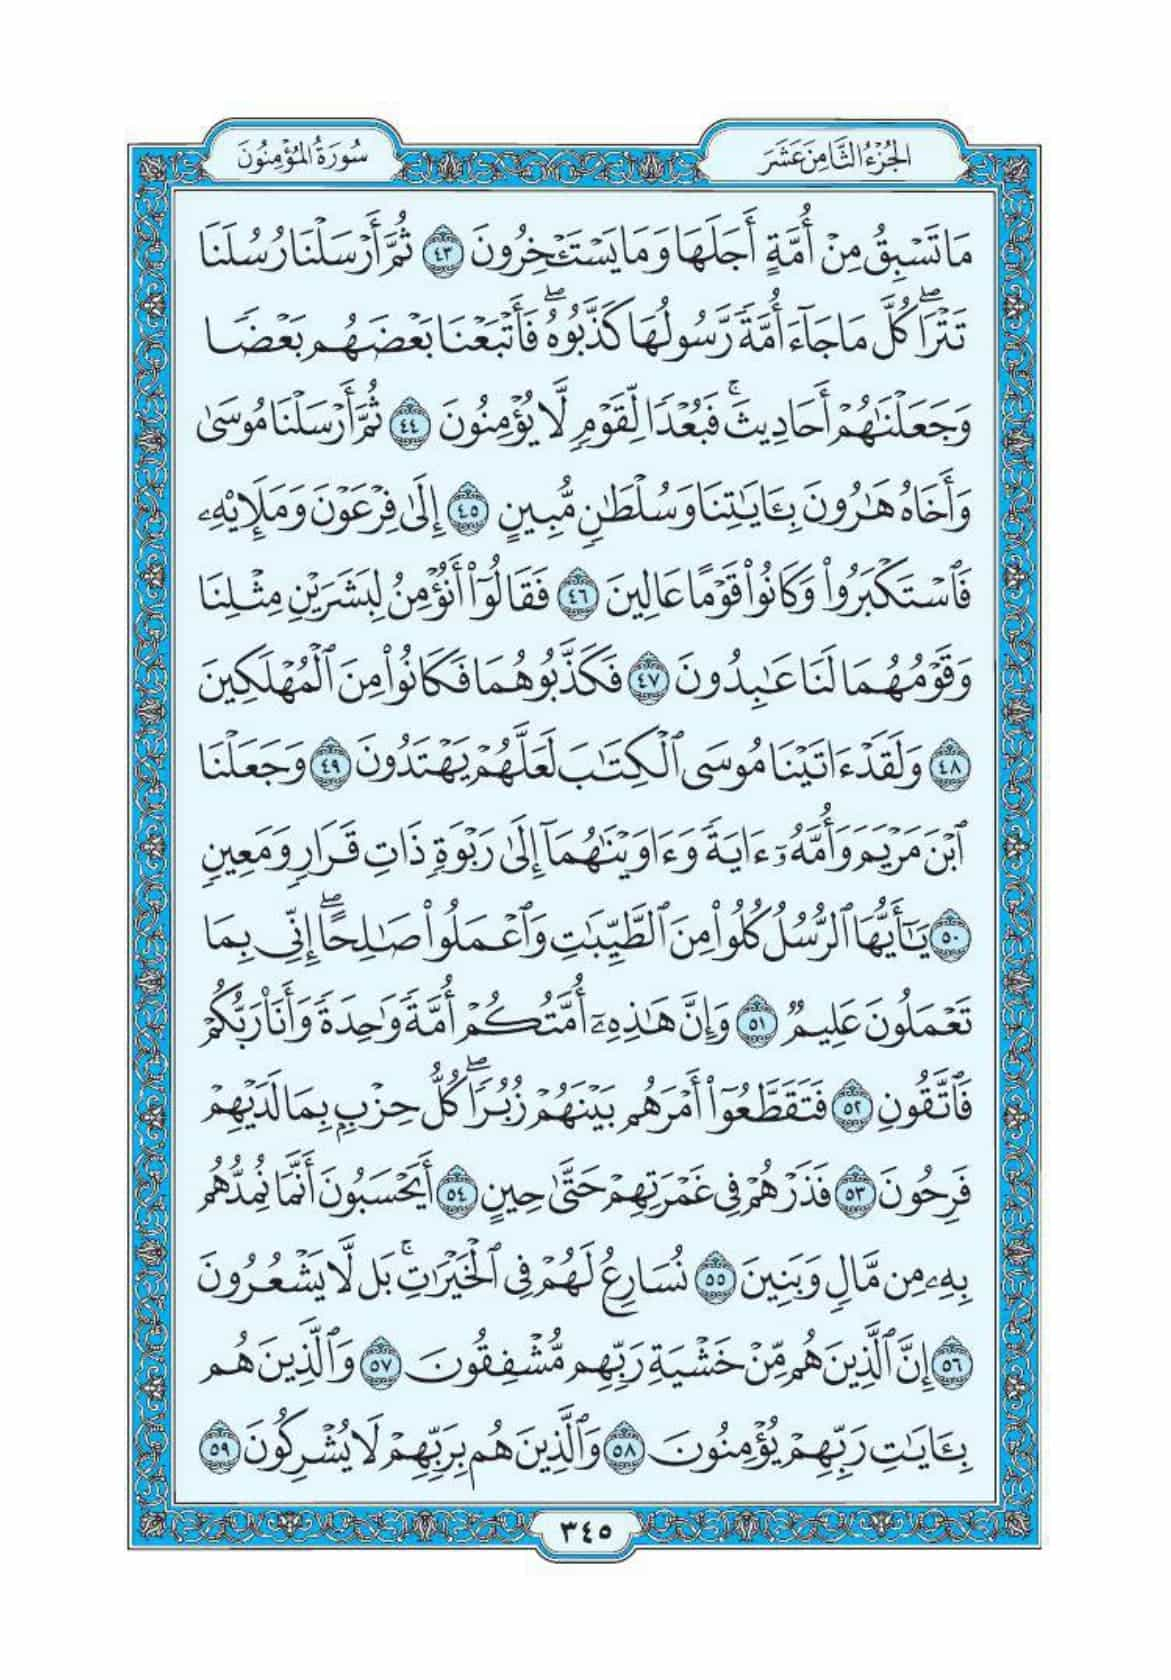 الجُزْءُ الثَّامِنَ عَشَرَ
سُورَةُ المُؤْمِنُونَ
مَا تَسْبِقُ مِنْ أُمَّةٍ أَجَلَهَا وَمَا يَسْتَـْٔخِرُونَ ٤٣ ثُمَّ أَرْسَلْنَا رُسُلَنَا
تَتْرَاۖ كُلَّ مَا جَآءَ أُمَّةً رَّسُولُهَا كَذَّبُوهُۖ فَأَتْبَعْنَا بَعْضَهُم بَعْضًا
وَجَعَلْنَٰهُمْ أَحَادِيثَۚ فَبُعْدًا لِّقَوْمٍ لَّا يُؤْمِنُونَ ٤٤ ثُمَّ أَرْسَلْنَا مُوسَىٰ
وَأَخَاهُ هَٰرُونَ بِـَٔايَٰتِنَا وَسُلْطَٰنٍ مُّبِينٍ ٤٥ إِلَىٰ فِرْعَوْنَ وَمَلَإِي۟هِۦ
فَٱسْتَكْبَرُوا۟ وَكَانُوا۟ قَوْمًا عَالِينَ ٤٦ فَقَالُوٓا۟ أَنُؤْمِنُ لِبَشَرَيْنِ مِثْلِنَا
وَقَوْمُهُمَا لَنَا عَٰبِدُونَ ٤٧ فَكَذَّبُوهُمَا فَكَانُوا۟ مِنَ ٱلْمُهْلَكِينَ
٤٨ وَلَقَدْ ءَاتَيْنَا مُوسَى ٱلْكِتَٰبَ لَعَلَّهُمْ يَهْتَدُونَ ٤٩ وَجَعَلْنَا
ٱبْنَ مَرْيَمَ وَأُمَّهُۥٓ ءَايَةً وَءَاوَيْنَٰهُمَآ إِلَىٰ رَبْوَةٍ ذَاتِ قَرَارٍ وَمَعِينٍ
٥٠ يَٰٓأَيُّهَا ٱلرُّسُلُ كُلُوا۟ مِنَ ٱلطَّيِّبَٰتِ وَٱعْمَلُوا۟ صَٰلِحًاۖ إِنِّى بِمَا
تَعْمَلُونَ عَلِيمٌ ٥١ وَإِنَّ هَٰذِهِۦٓ أُمَّتُكُمْ أُمَّةً وَٰحِدَةً وَأَنَا۠ رَبُّكُمْ
فَٱتَّقُونِ ٥٢ فَتَقَطَّعُوٓا۟ أَمْرَهُم بَيْنَهُمْ زُبُرًاۖ كُلُّ حِزْبٍۭ بِمَا لَدَيْهِمْ
فَرِحُونَ ٥٣ فَذَرْهُمْ فِى غَمْرَتِهِمْ حَتَّىٰ حِينٍ ٥٤ أَيَحْسَبُونَ أَنَّمَا نُمِدُّهُم
بِهِۦ مِن مَّالٍ وَبَنِينَ ٥٥ نُسَارِعُ لَهُمْ فِى ٱلْخَيْرَٰتِۚ بَل لَّا يَشْعُرُونَ
٥٦ إِنَّ ٱلَّذِينَ هُم مِّنْ خَشْيَةِ رَبِّهِم مُّشْفِقُونَ ٥٧ وَٱلَّذِينَ هُم
بِـَٔايَٰتِ رَبِّهِمْ يُؤْمِنُونَ ٥٨ وَٱلَّذِينَ هُم بِرَبِّهِمْ لَا يُشْرِكُونَ ٥٩
٣٤٥